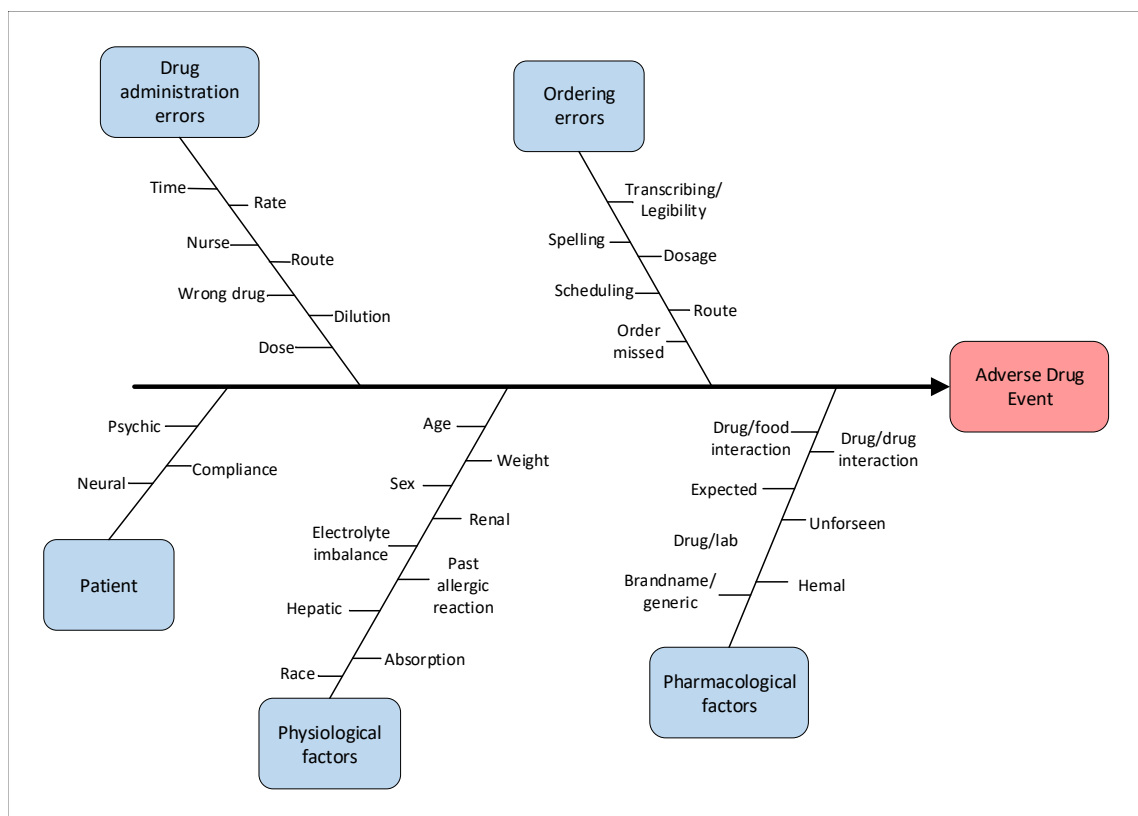 Drug
administration
errors
Ordering
errors
Time
Rate
Nurse
Route
Wrong drug
Dilution
Dose
Transcribing/
Legibility
Spelling
Dosage
Scheduling
Route
Order
missed
Adverse Drug
Event
Psychic
Compliance
Neural
Patient
Age
Weight
Sex
Renal
Electrolyte
imbalance
Past
allergic
reaction
Hepatic
Absorption
Race
Physiological
factors
Drug/food
interaction
Drug/drug
interaction
Expected
Unforseen
Drug/lab
Hemal
Brandname/
generic
Pharmacological
factors